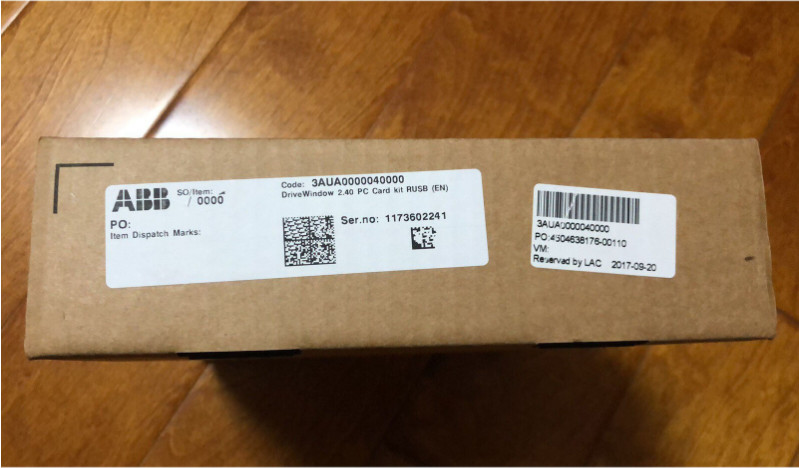 ABB
SO/Item:
/ 0000
Code: 3AUA0000040000
DriveWindow 2.40 PC Card kit RUSB (EN)
PO:
Item Dispatch Marks:
Ser.no: 1173602241
3AUA0000040000
PO:4504638176-00110
VM:
Reserved by LAC 2017-09-20